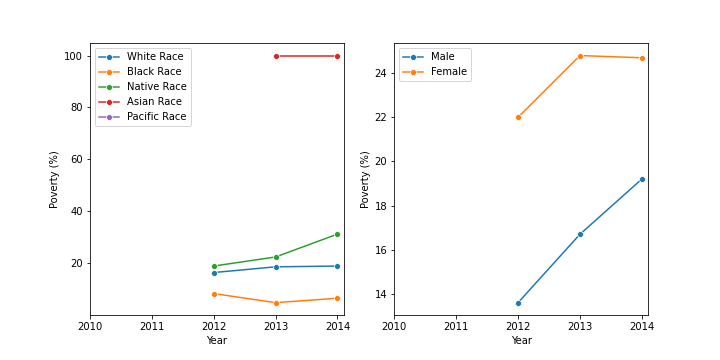 White Race
Black Race
Native Race
Asian Race
Pacific Race
100
80
60
40
20
Poverty (%)
2010 2011 2012 2013 2014
Year
Male
Female
24
22
20
18
16
14
Poverty (%)
2010 2011 2012 2013 2014
Year